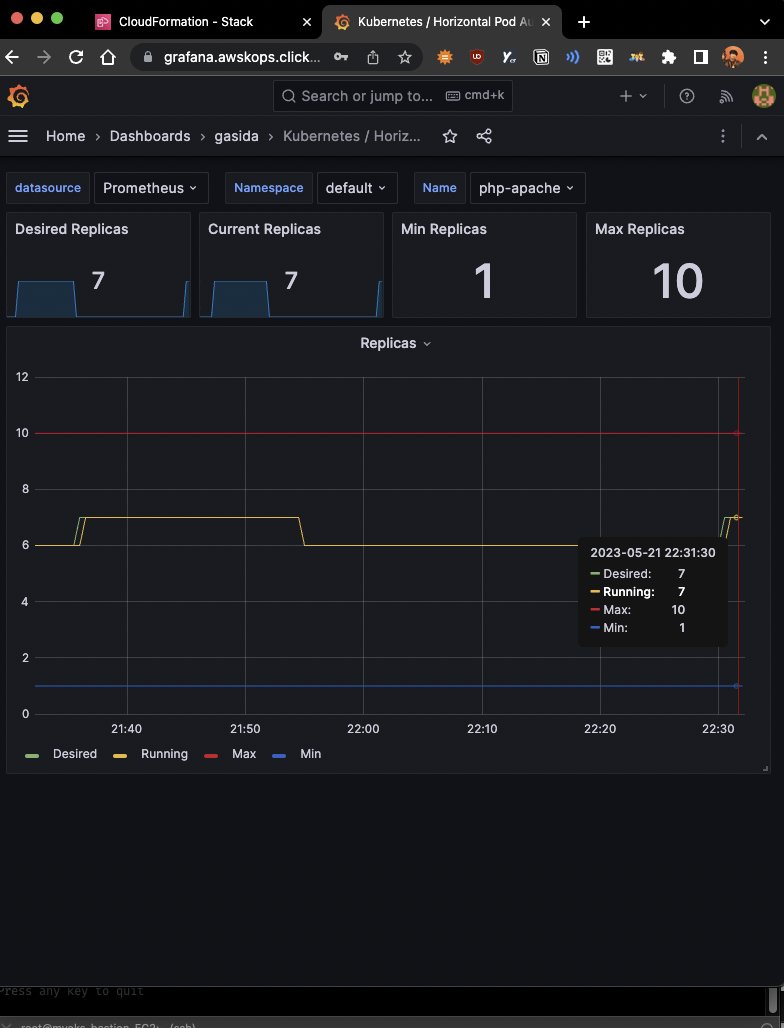 CloudFormation - Stack
Kubernetes / Horizontal Pod Au
grafana.awskops.click...
Search or jump to... cmd+k
Home › Dashboards › gasida › Kubernetes / Horiz...
datasource Prometheus Namespace default Name php-apache
Desired Replicas
7
Current Replicas
7
Min Replicas
1
Max Replicas
10
Replicas
12
10
8
6
4
2
0
2023-05-21 22:31:30
Desired: 7
Running: 7
Max: 10
Min: 1
21:40 21:50 22:00 22:10 22:20 22:30
Desired Running Max Min
Press any key to quit